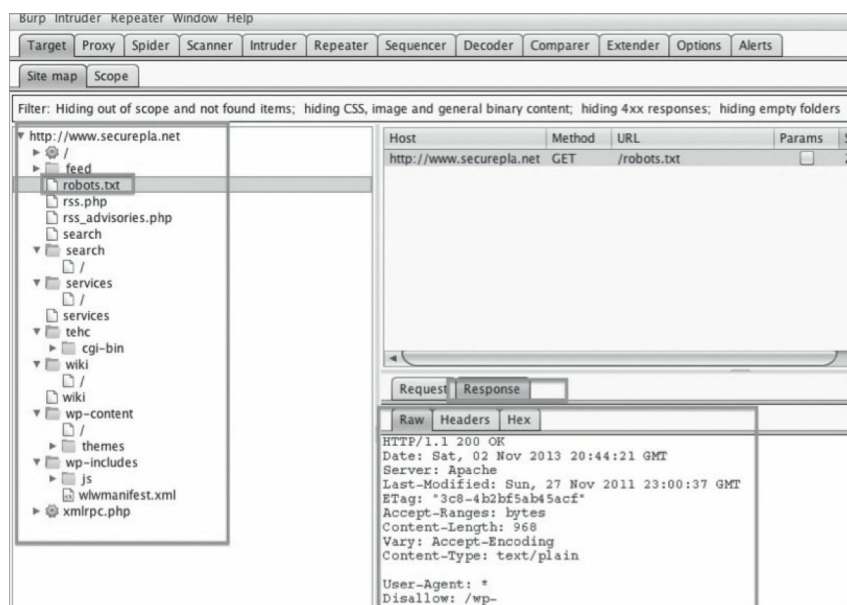 Burp Intruder Repeater Window Help
Target Proxy Spider Scanner Intruder Repeater Sequencer Decoder Comparer Extender Options Alerts
Site map Scope
Filter: Hiding out of scope and not found items; hiding CSS, image and general binary content; hiding 4xx responses; hiding empty folders
http://www.securepla.net
/
feed
robots.txt
rss.php
rss_advisories.php
search
search
/
services
/
services
tehc
cgi-bin
wiki
/
wiki
wp-content
/
themes
wp-includes
js
wlwmanifest.xml
xmlrpc.php
Host Method URL Params
http://www.securepla.net GET /robots.txt
Request Response
Raw Headers Hex
HTTP/1.1 200 OK
Date: Sat, 02 Nov 2013 20:44:21 GMT
Server: Apache
Last-Modified: Sun, 27 Nov 2011 23:00:37 GMT
ETag: "3c8-4b2bf5ab45acf"
Accept-Ranges: bytes
Content-Length: 968
Vary: Accept-Encoding
Content-Type: text/plain
User-Agent: *
Disallow: /wp-